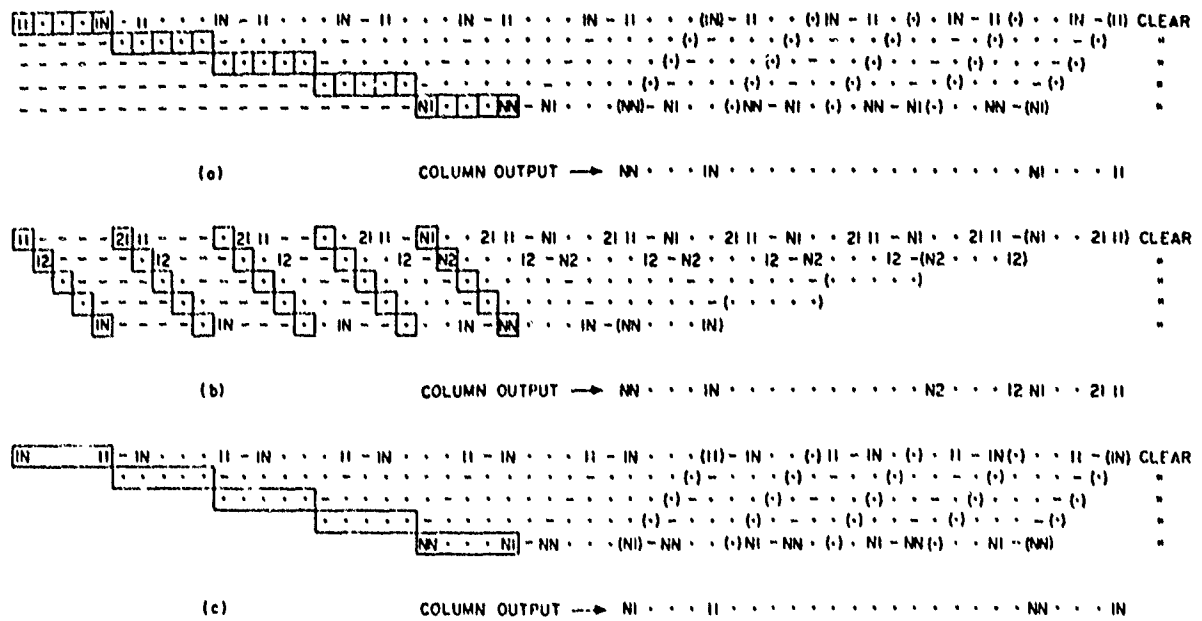 11 · · · 1N - 11 · · · 1N - 11 · · · 1N - 11 · · · 1N - 11 · · · (1N) - 11 · · (·) 1N - 11 · (·) · 1N - 11 (·) · · 1N - (11) CLEAR
"
"
"
N1 · · · NN - N1 · · · (NN) - N1 · · (·) NN - N1 · (·) · NN - N1 (·) · · NN - (N1) "
(a) COLUMN OUTPUT → NN · · · 1N · · · · · · · · · · · · · · · N1 · · · 11
11 - - - - 21 11 - - - · 21 11 - - · · 21 11 - N1 · · 21 11 - N1 · · 21 11 - N1 · · 21 11 - N1 · · 21 11 - N1 · · 21 11 - (N1 · · 21 11) CLEAR
12 12 12 12 - N2 12 - N2 12 - N2 12 - N2 12 - (N2 · · · 12) "
"
"
1N 1N 1N 1N - NN · · · 1N - (NN · · · 1N) "
(b) COLUMN OUTPUT → NN · · · 1N · · · · · · · · · · N2 · · · 12 N1 · · 21 11
1N 11 - 1N · · · 11 - 1N · · · 11 - 1N · · · 11 - 1N · · · 11 - 1N · · · (11) - 1N · · (·) 11 - 1N · (·) · 11 - 1N (·) · · 11 - (1N) CLEAR
"
"
"
NN · · · N1 - NN · · · (N1) - NN · · (·) N1 - NN · (·) · N1 - NN (·) · · N1 - (NN) "
(c) COLUMN OUTPUT → N1 · · · 11 · · · · · · · · · · · · · · · NN · · · 1N